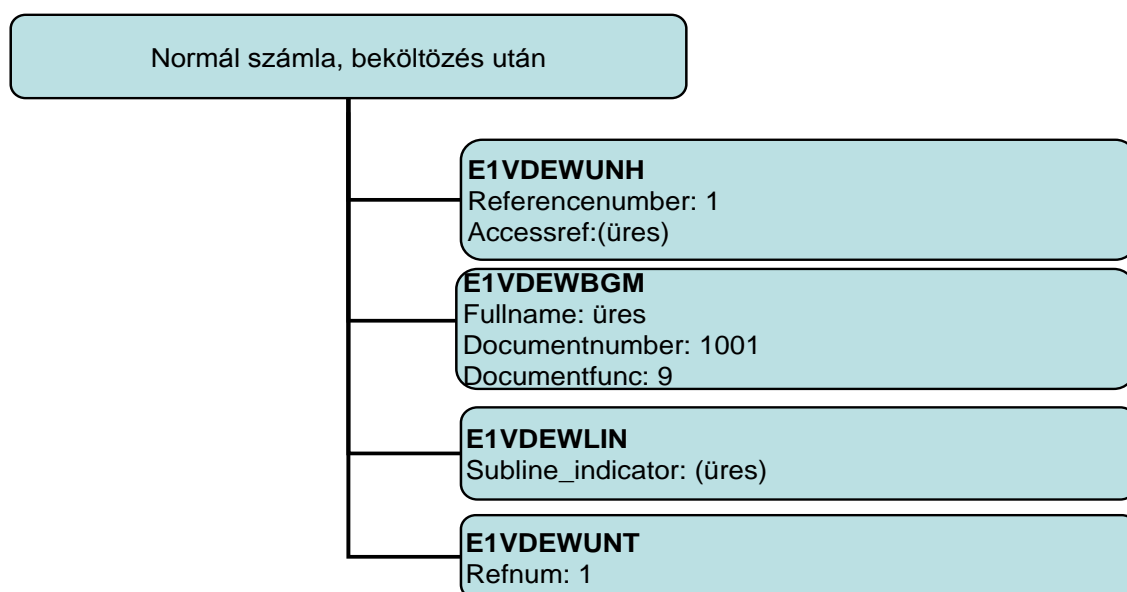 Normál számla, beköltözés után
E1VDEWUNH
Referencenumber: 1
Accessref:(üres)
E1VDEWBGM
Fullname: üres
Documentnumber: 1001
Documentfunc: 9
E1VDEWLIN
Subline_indicator: (üres)
E1VDEWUNT
Refnum: 1